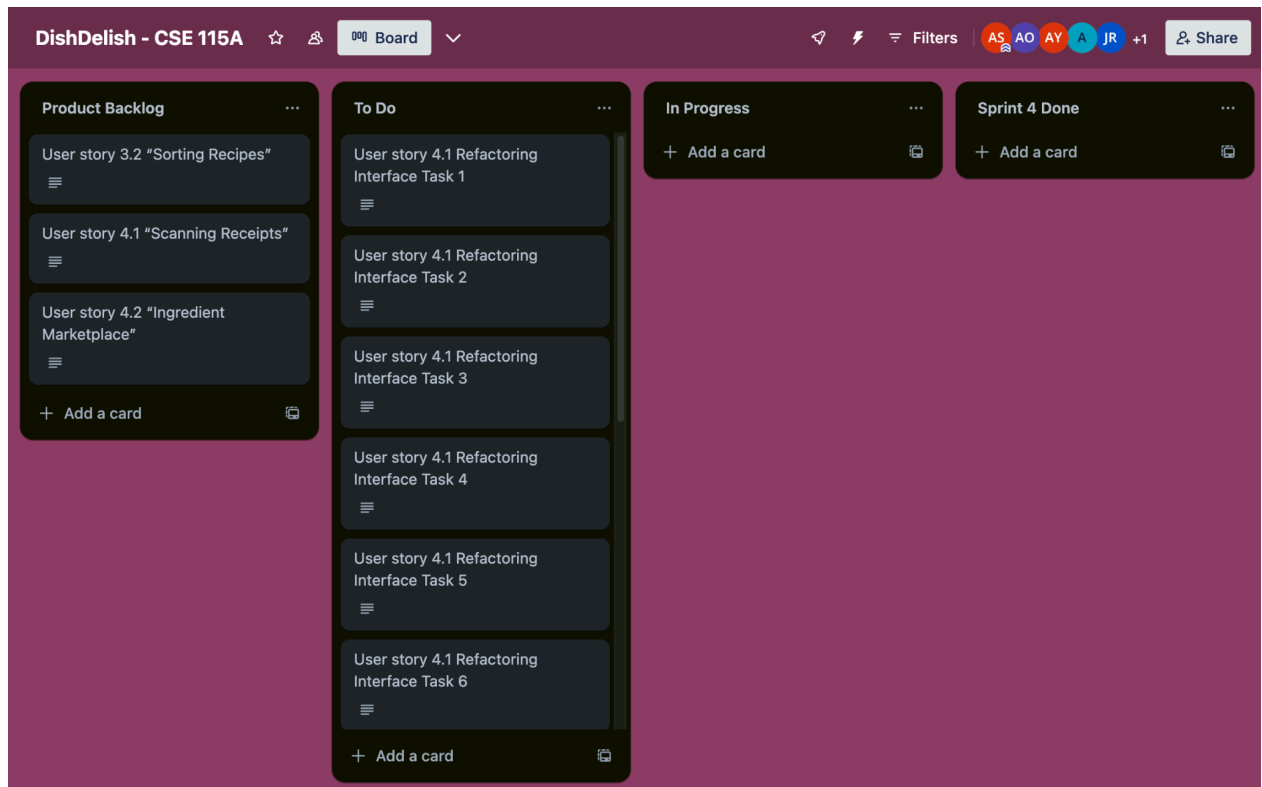 DishDelish - CSE 115A
Board
Filters
AS
AO
AY
A
JR
+1
Share
Product Backlog
User story 3.2 “Sorting Recipes”
User story 4.1 “Scanning Receipts”
User story 4.2 “Ingredient
Marketplace”
+ Add a card
To Do
User story 4.1 Refactoring
Interface Task 1
User story 4.1 Refactoring
Interface Task 2
User story 4.1 Refactoring
Interface Task 3
User story 4.1 Refactoring
Interface Task 4
User story 4.1 Refactoring
Interface Task 5
User story 4.1 Refactoring
Interface Task 6
+ Add a card
In Progress
+ Add a card
Sprint 4 Done
+ Add a card